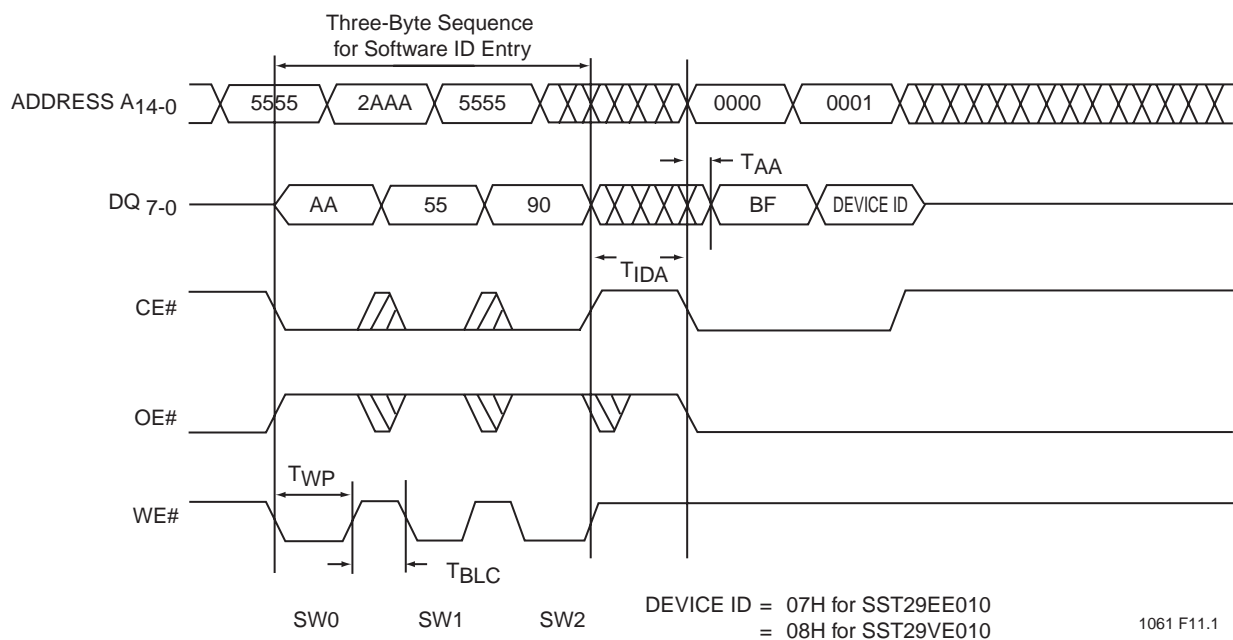 Three-Byte Sequence
for Software ID Entry
ADDRESS A14-0
5555
2AAA
5555
0000
0001
TAA
DQ 7-0
AA
55
90
BF
DEVICE ID
TIDA
CE#
OE#
TWP
WE#
TBLC
SW0
SW1
SW2
DEVICE ID = 07H for SST29EE010
= 08H for SST29VE010
1061 F11.1